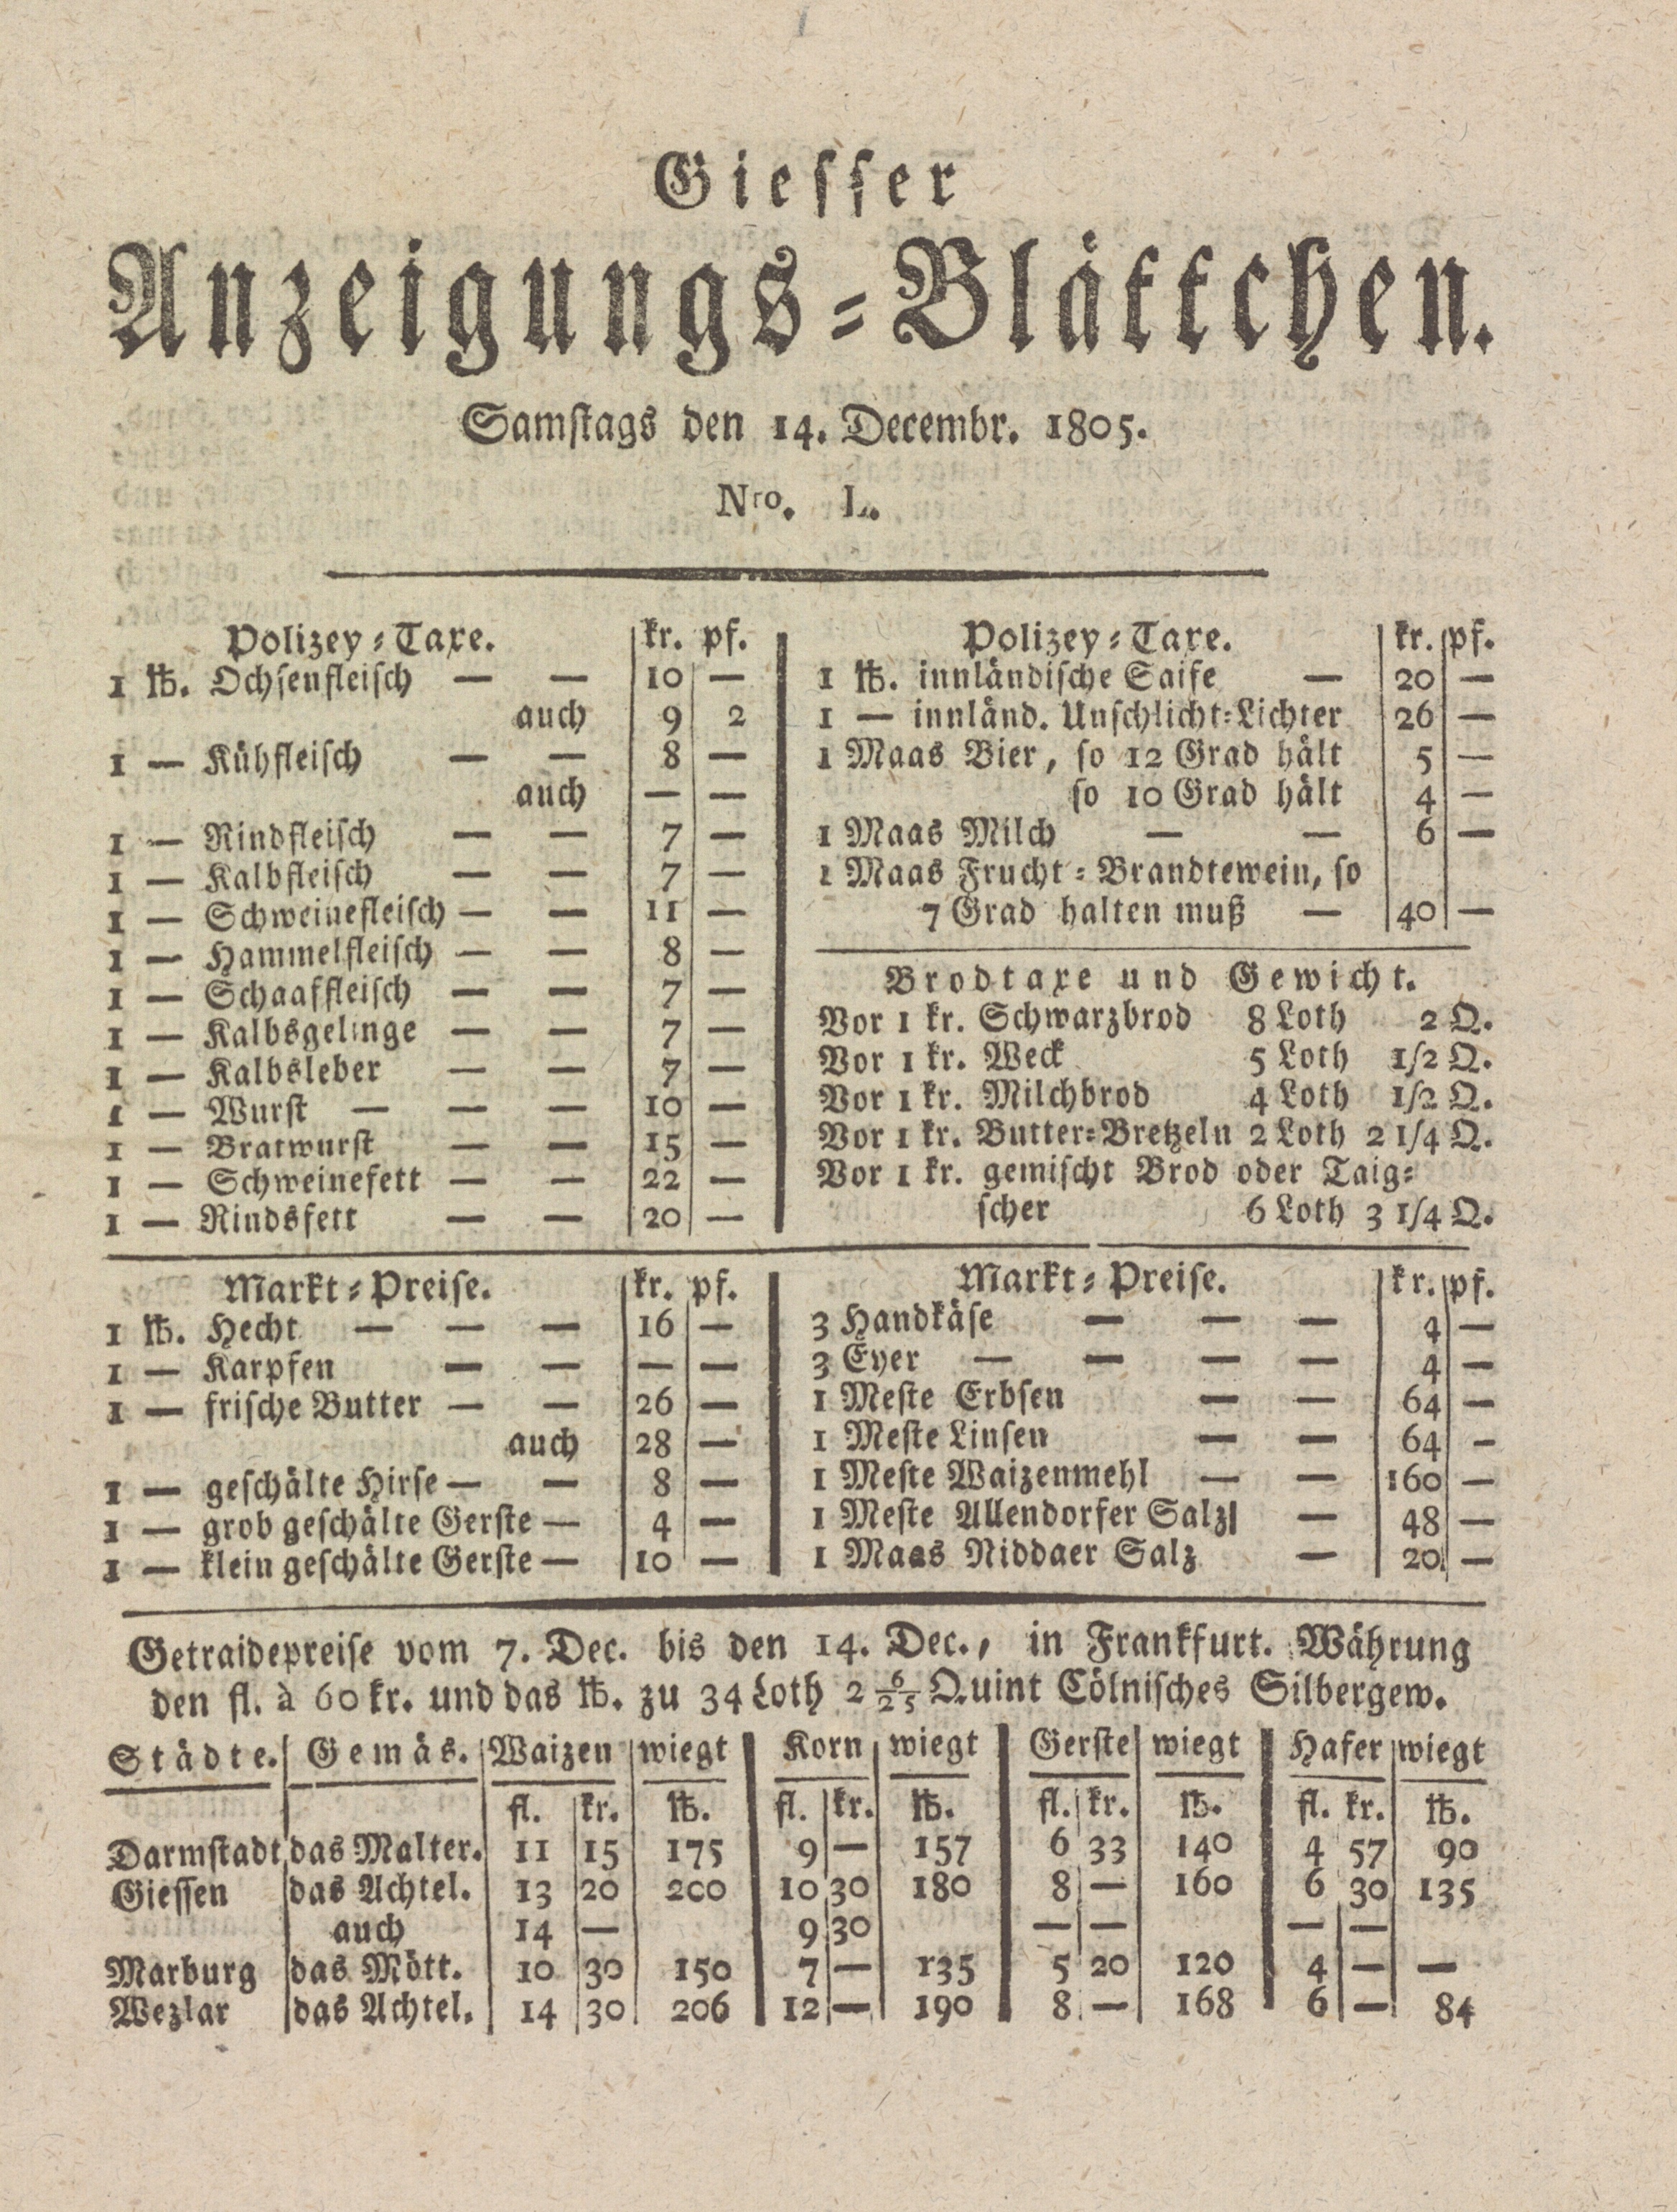 Giesser
Anzeigungs-Blättchen.
Samstags den 14. Decembr. 1805.
Nro. L.
Polizey-Taxe. kr. pf.
1 ℔. Ochsenfleisch — — 10 —
auch 9 2
1 — Kühfleisch — — 8 —
auch — —
1 — Rindfleisch — — 7 —
1 — Kalbfleisch — — 7 —
1 — Schweinefleisch — — 11 —
1 — Hammelfleisch — — 8 —
1 — Schaaffleisch — — 7 —
1 — Kalbsgelinge — — 7 —
1 — Kalbsleber — — 7 —
1 — Wurst — — — 10 —
1 — Bratwurst — — 15 —
1 — Schweinefett — — 22 —
1 — Rindsfett — — 20 —
Polizey-Taxe. kr. pf.
1 ℔. innländische Saife — 20 —
1 — innländ. Unschlicht-Lichter 26 —
1 Maas Bier, so 12 Grad hält 5 —
so 10 Grad hält 4 —
1 Maas Milch — — 6 —
1 Maas Frucht-Brandtewein, so
7 Grad halten muß — 40 —
Brodtaxe und Gewicht.
Vor 1 kr. Schwarzbrod 8 Loth 2 Q.
Vor 1 kr. Weck 5 Loth 1/2 Q.
Vor 1 kr. Milchbrod 4 Loth 1/2 Q.
Vor 1 kr. Butter-Bretzeln 2 Loth 2 1/4 Q.
Vor 1 kr. gemischt Brod oder Taig-
scher 6 Loth 3 1/4 Q.
Markt-Preise. kr. pf.
1 ℔. Hecht — — — 16 —
1 — Karpfen — — — —
1 — frische Butter — — 26 —
auch 28 —
1 — geschälte Hirse — — 8 —
1 — grob geschälte Gerste — 4 —
1 — klein geschälte Gerste — 10 —
Markt-Preise. kr. pf.
3 Handkäse — — — 4 —
3 Eyer — — — — 4 —
1 Meste Erbsen — — 64 —
1 Meste Linsen — — 64 —
1 Meste Waizenmehl — — 160 —
1 Meste Allendorfer Salz — 48 —
1 Maas Niddaer Salz — 20 —
Getraidepreise vom 7. Dec. bis den 14. Dec., in Frankfurt. Währung
den fl. à 60 kr. und das ℔. zu 34 Loth 2 6/25 Quint Cölnisches Silbergew.
Städte. Gemäs. Waizen wiegt Korn wiegt Gerste wiegt Hafer wiegt
fl. kr. ℔. fl. kr. ℔. fl. kr. ℔. fl. kr. ℔.
Darmstadt das Malter. 11 15 175 9 — 157 6 33 140 4 57 90
Giessen das Achtel. 13 20 200 10 30 180 8 — 160 6 30 135
auch 14 — 9 30 — — — —
Marburg das Mött. 10 30 150 7 — 135 5 20 120 4 — —
Wezlar das Achtel. 14 30 206 12 — 190 8 — 168 6 — 84